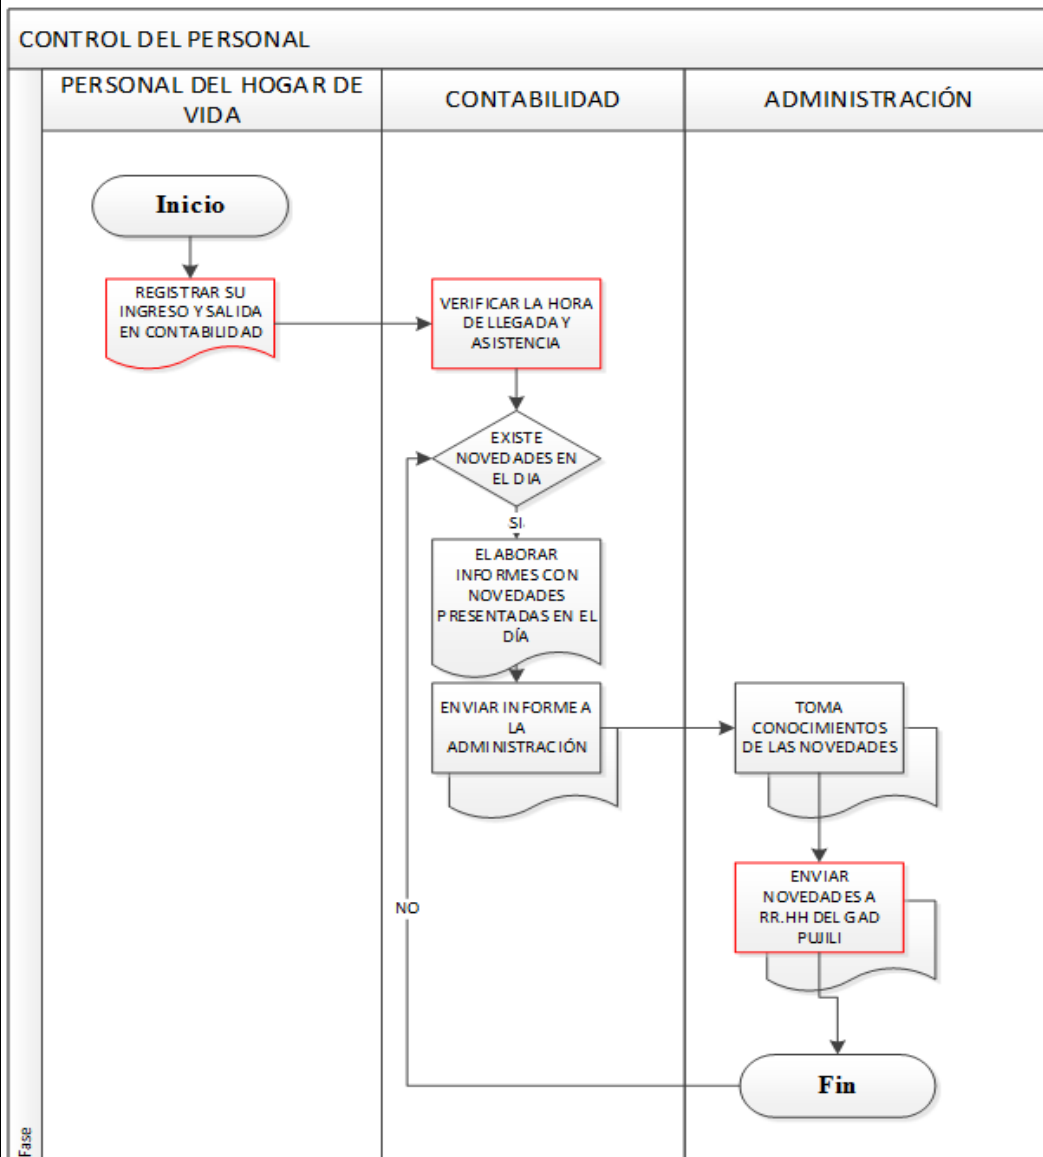 CONTROL DEL PERSONAL
PERSONAL DEL HOGAR DE
VIDA
CONTABILIDAD
ADMINISTRACIÓN
Inicio
REGISTRAR SU
INGRESO Y SALIDA
EN CONTABILIDAD
VERIFICAR LA HORA
DE LLEGADA Y
ASISTENCIA
EXISTE
NOVEDADES EN
EL DIA
SI
ELABORAR
INFORMES CON
NOVEDADES
PRESENTADAS EN EL
DÍA
ENVIAR INFORME A
LA
ADMINISTRACIÓN
TOMA
CONOCIMIENTOS
DE LAS NOVEDADES
ENVIAR
NOVEDADES A
RR.HH DEL GAD
PUJILI
NO
Fin
Fase